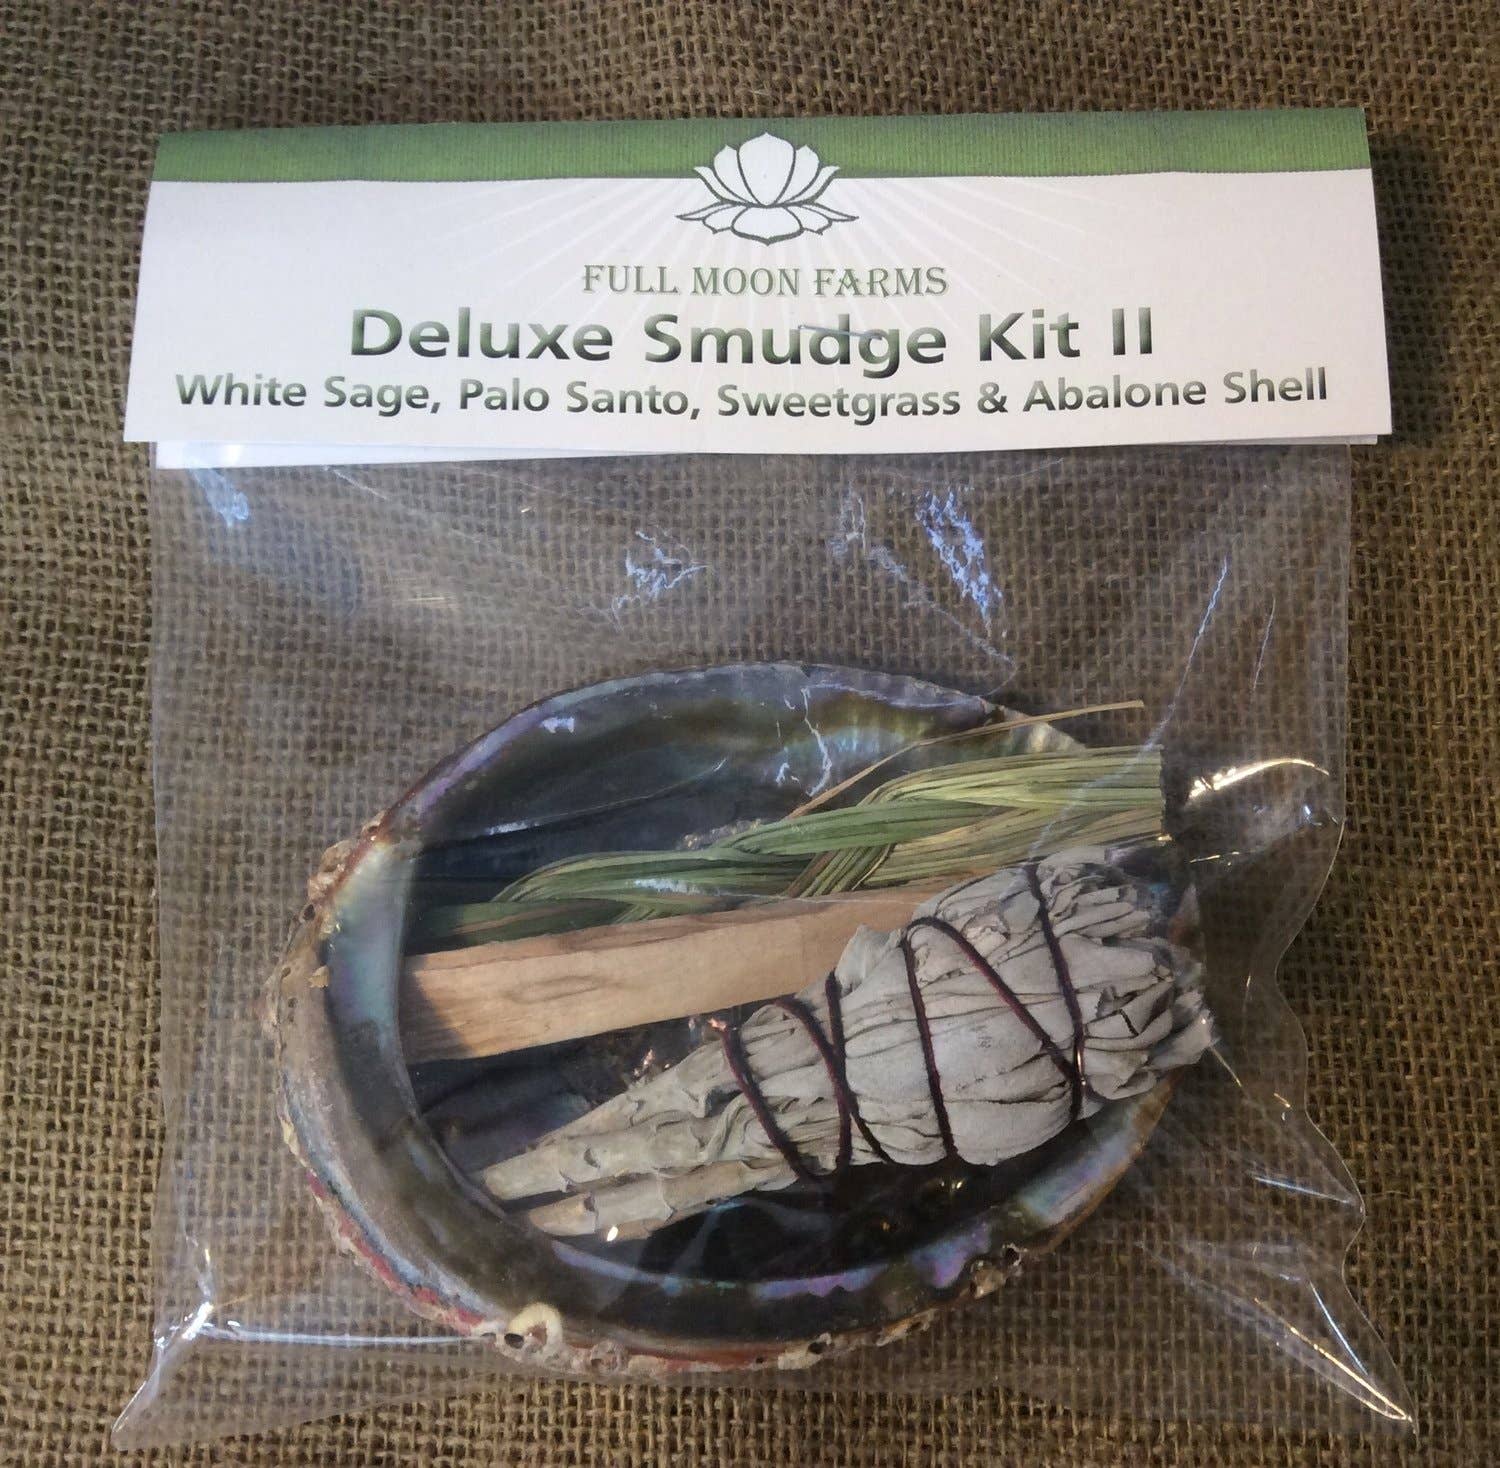 FULL MOON FARMS
Deluxe Smudge Kit II
White Sage, Palo Santo, Sweetgrass & Abalone Shell